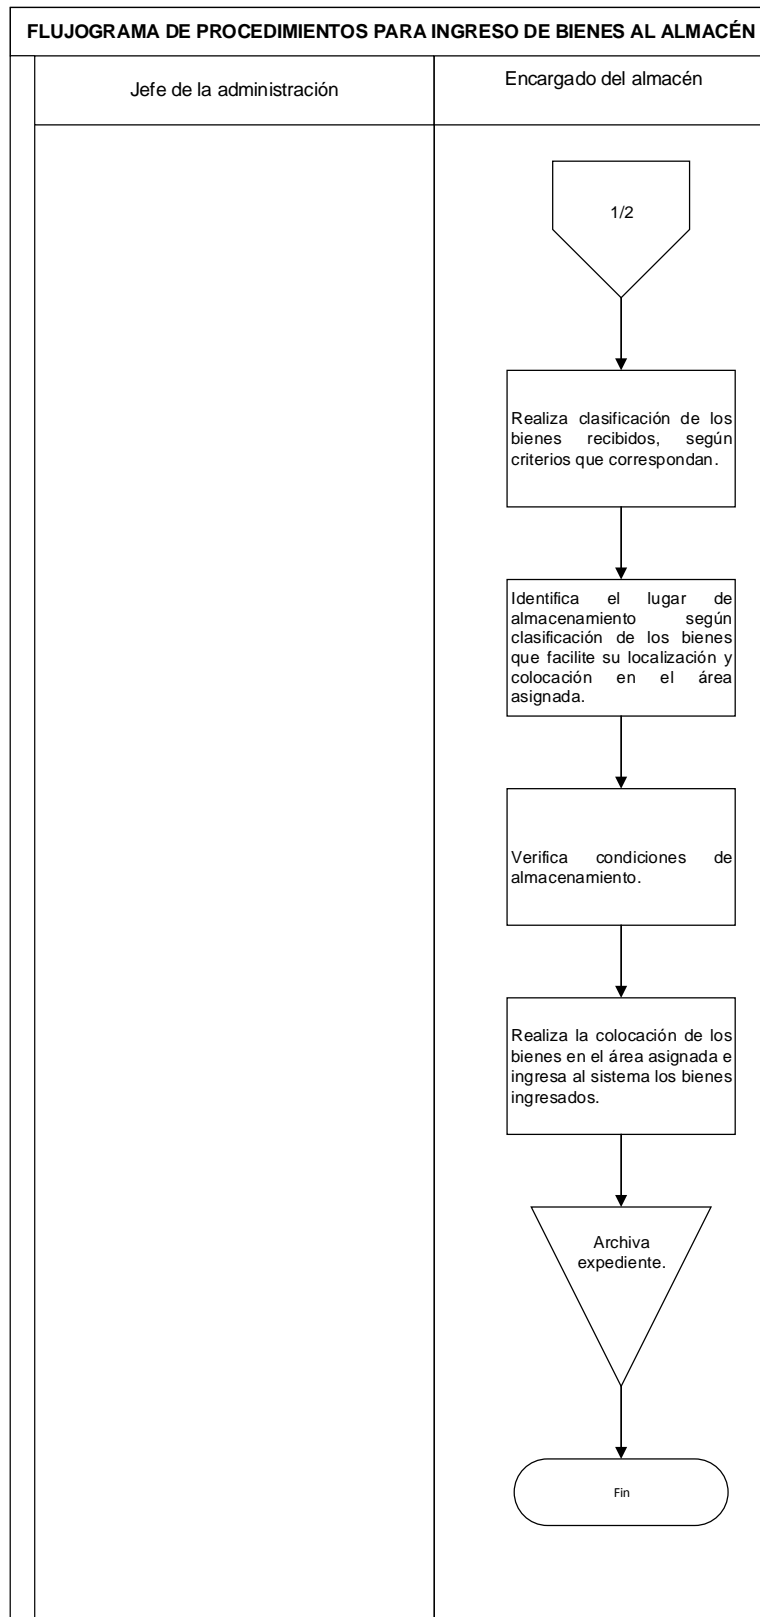 FLUJOGRAMA DE PROCEDIMIENTOS PARA INGRESO DE BIENES AL ALMACÉN
Jefe de la administración
Encargado del almacén
1/2
Realiza clasificación de los
bienes recibidos, según
criterios que correspondan.
Identifica el lugar de
almacenamiento según
clasificación de los bienes
que facilite su localización y
colocación en el área
asignada.
Verifica condiciones de
almacenamiento.
Realiza la colocación de los
bienes en el área asignada e
ingresa al sistema los bienes
ingresados.
Archiva
expediente.
Fin